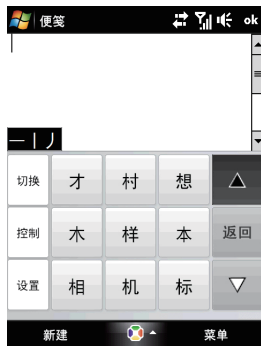 便笺 ok
一丨丿
切换 才 村 想
控制 木 样 本 返回
设置 相 机 标
新建 菜单